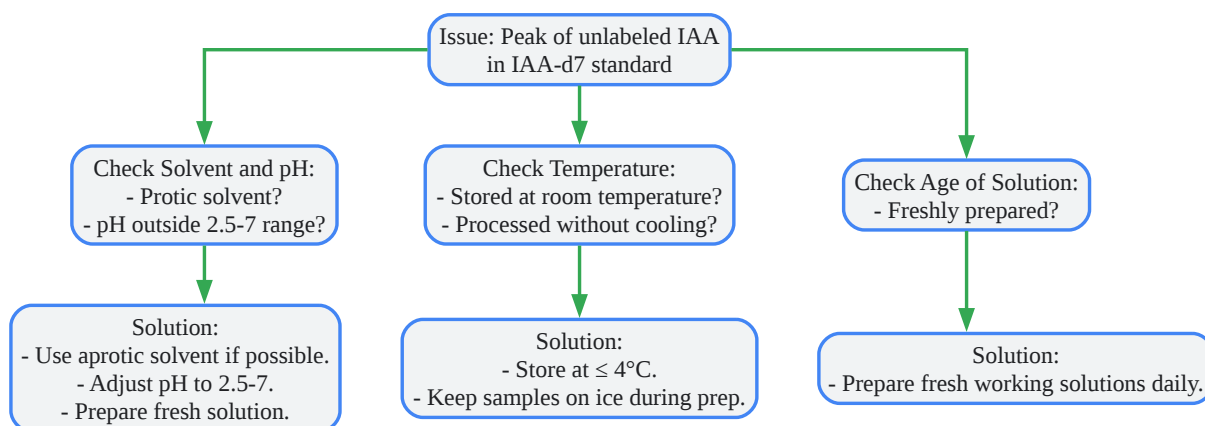 Issue: Peak of unlabeled IAA
in IAA-d7 standard
Check Solvent and pH:
- Protic solvent?
- pH outside 2.5-7 range?
Check Temperature:
- Stored at room temperature?
- Processed without cooling?
Check Age of Solution:
- Freshly prepared?
Solution:
- Use aprotic solvent if possible.
- Adjust pH to 2.5-7.
- Prepare fresh solution.
Solution:
- Store at ≤ 4°C.
- Keep samples on ice during prep.
Solution:
- Prepare fresh working solutions daily.